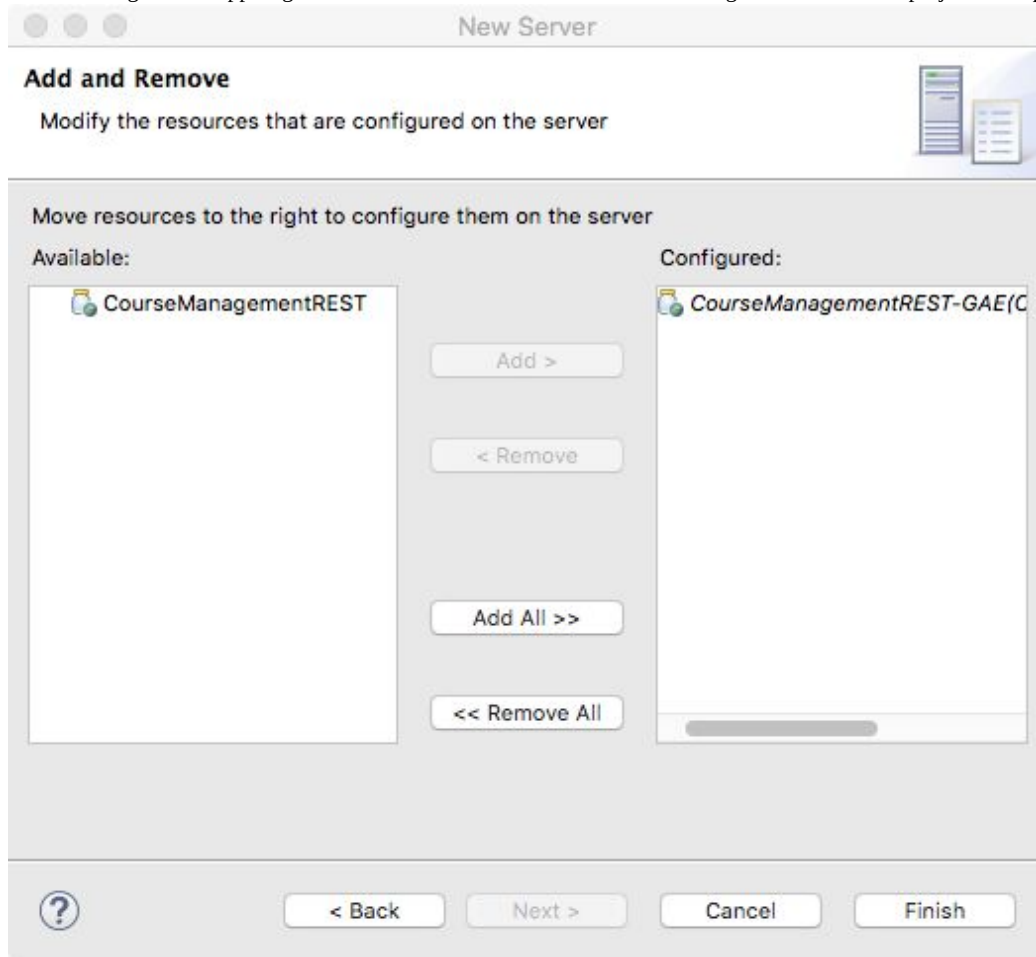 New Server
Add and Remove
Modify the resources that are configured on the server
Move resources to the right to configure them on the server
Available:
Configured:
CourseManagementREST
CourseManagementREST-GAE(C
Add >
< Remove
Add All >>
<< Remove All
?
< Back
Next >
Cancel
Finish